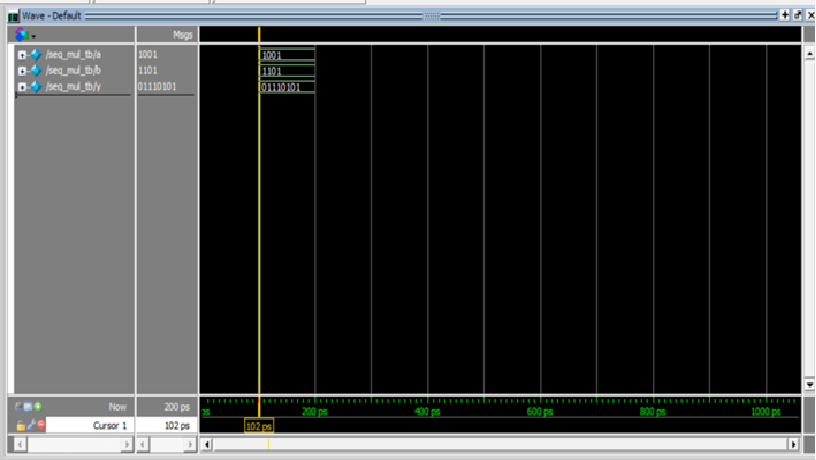 Wave - Default
Msgs
/seq_mul_tb/a 1001 1001
/seq_mul_tb/b 1101 1101
/seq_mul_tb/y 01110101 01110101
Now 200 ps ps 200 ps 400 ps 600 ps 800 ps 1000 ps
Cursor 1 102 ps 102 ps